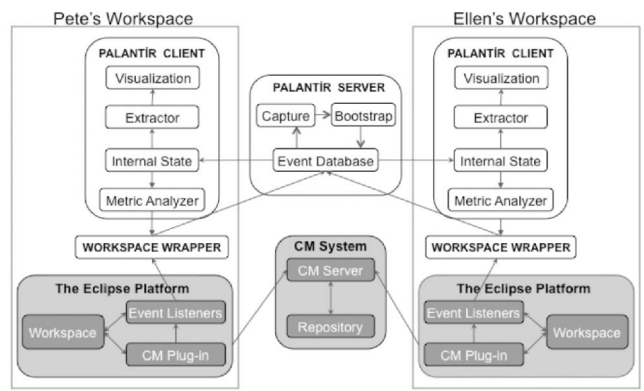 Pete's Workspace
PALANTÍR CLIENT
Visualization
Extractor
Internal State
Metric Analyzer
WORKSPACE WRAPPER
The Eclipse Platform
Event Listeners
Workspace
CM Plug-in
PALANTÍR SERVER
Capture
Bootstrap
Event Database
CM System
CM Server
Repository
Ellen's Workspace
PALANTÍR CLIENT
Visualization
Extractor
Internal State
Metric Analyzer
WORKSPACE WRAPPER
The Eclipse Platform
Event Listeners
Workspace
CM Plug-in